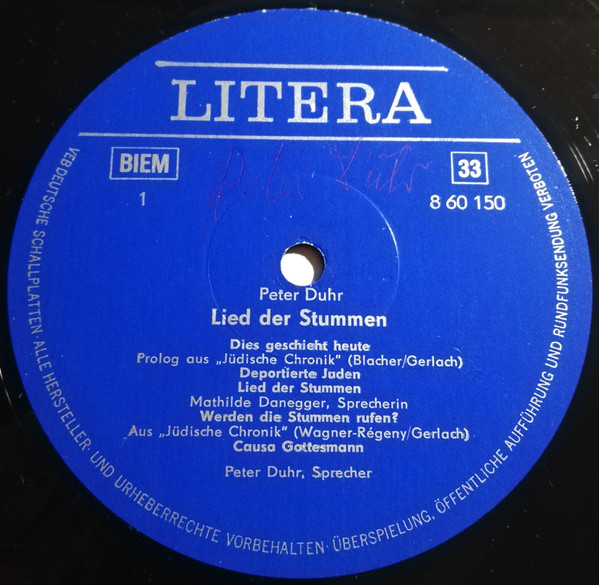 LITERA
BIEM
33
1
8 60 150
Peter Duhr
Peter Duhr
Lied der Stummen
Dies geschieht heute
Prolog aus „Jüdische Chronik" (Blacher/Gerlach)
Deportierte Juden
Lied der Stummen
Mathilde Danegger, Sprecherin
Werden die Stummen rufen?
Aus „Jüdische Chronik" (Wagner-Régeny/Gerlach)
Causa Gottesmann
Peter Duhr, Sprecher
VEB DEUTSCHE SCHALLPLATTEN · ALLE HERSTELLER- UND URHEBERRECHTE VORBEHALTEN · ÜBERSPIELUNG, ÖFFENTLICHE AUFFÜHRUNG UND RUNDFUNKSENDUNG VERBOTEN